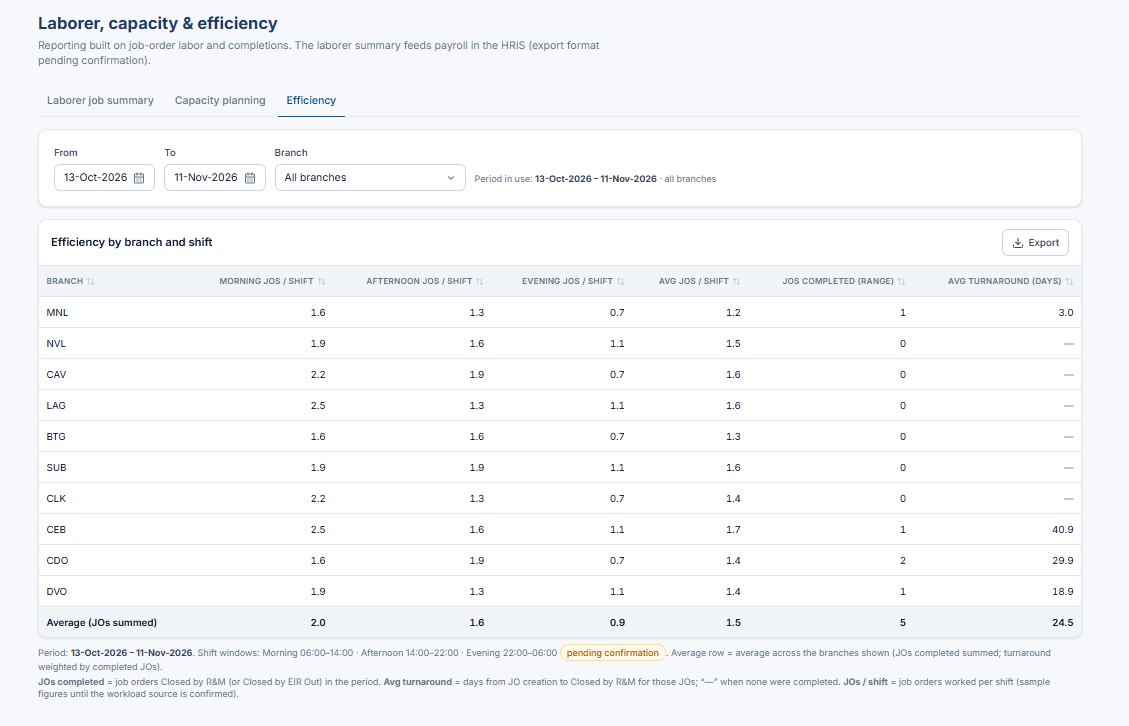 Laborer, capacity & efficiency
Reporting built on job-order labor and completions. The laborer summary feeds payroll in the HRIS (export format
pending confirmation).
Laborer job summary Capacity planning Efficiency
From To Branch
13-Oct-2026 11-Nov-2026 All branches Period in use: 13-Oct-2026 – 11-Nov-2026 · all branches
Efficiency by branch and shift Export
BRANCH MORNING JOS / SHIFT AFTERNOON JOS / SHIFT EVENING JOS / SHIFT AVG JOS / SHIFT JOS COMPLETED (RANGE) AVG TURNAROUND (DAYS)
MNL 1.6 1.3 0.7 1.2 1 3.0
NVL 1.9 1.6 1.1 1.5 0 —
CAV 2.2 1.9 0.7 1.6 0 —
LAG 2.5 1.3 1.1 1.6 0 —
BTG 1.6 1.6 0.7 1.3 0 —
SUB 1.9 1.9 1.1 1.6 0 —
CLK 2.2 1.3 0.7 1.4 0 —
CEB 2.5 1.6 1.1 1.7 1 40.9
CDO 1.6 1.9 0.7 1.4 2 29.9
DVO 1.9 1.3 1.1 1.4 1 18.9
Average (JOs summed) 2.0 1.6 0.9 1.5 5 24.5
Period: 13-Oct-2026 – 11-Nov-2026. Shift windows: Morning 06:00–14:00 · Afternoon 14:00–22:00 · Evening 22:00–06:00 pending confirmation . Average row = average across the branches shown (JOs completed summed; turnaround
weighted by completed JOs).
JOs completed = job orders Closed by R&M (or Closed by EIR Out) in the period. Avg turnaround = days from JO creation to Closed by R&M for those JOs; “—” when none were completed. JOs / shift = job orders worked per shift (sample
figures until the workload source is confirmed).